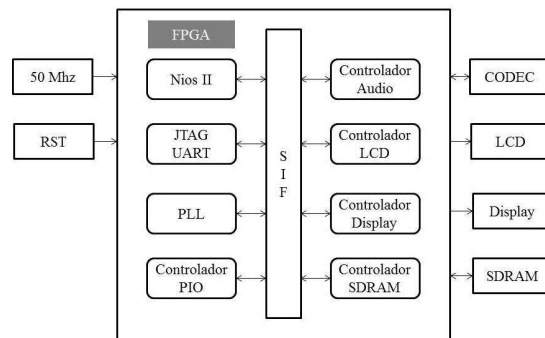 FPGA
50 Mhz
Nios II
Controlador
Audio
CODEC
RST
JTAG
UART
S
I
F
Controlador
LCD
LCD
PLL
Controlador
Display
Display
Controlador
PIO
Controlador
SDRAM
SDRAM